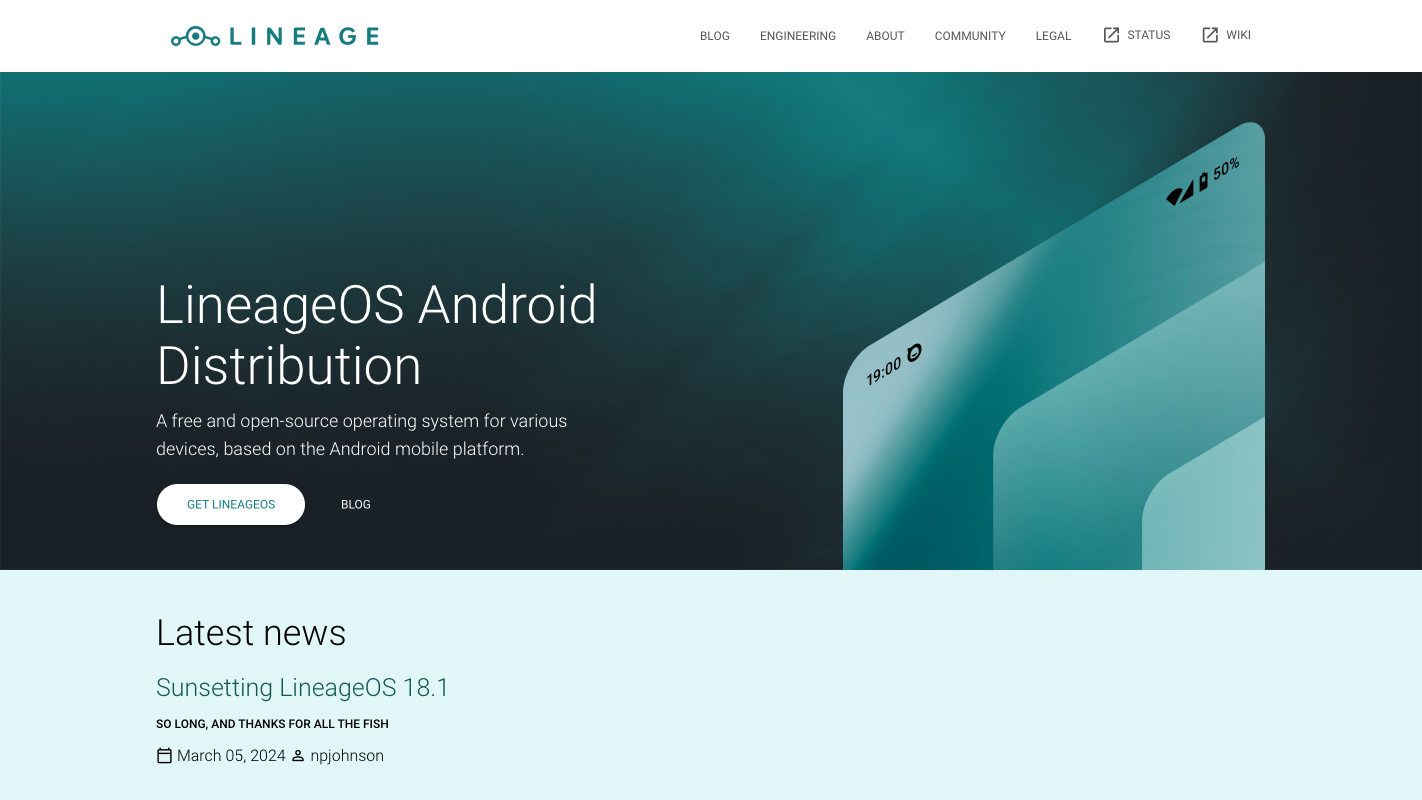 LINEAGE
BLOG ENGINEERING ABOUT COMMUNITY LEGAL STATUS WIKI
50%
19:00
LineageOS Android
Distribution
A free and open-source operating system for various
devices, based on the Android mobile platform.
GET LINEAGEOS BLOG
Latest news
Sunsetting LineageOS 18.1
SO LONG, AND THANKS FOR ALL THE FISH
March 05, 2024 npjohnson